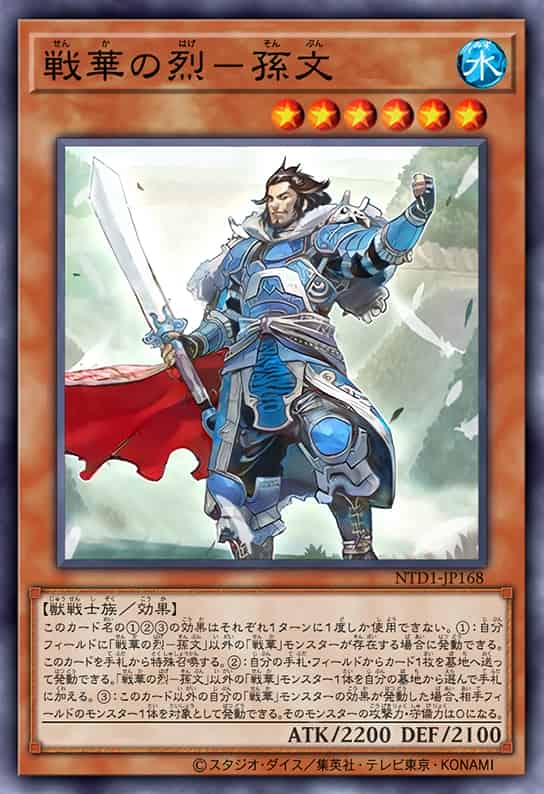 戦華の烈－孫文
水
NTD1-JP168
【獣戦士族／効果】
このカード名の①②③の効果はそれぞれ1ターンに1度しか使用できない。①：自分
フィールドに「戦華の烈－孫文」以外の「戦華」モンスターが存在する場合に発動できる。
このカードを手札から特殊召喚する。②：自分の手札・フィールドからカード1枚を墓地へ送っ
て発動できる。「戦華の烈－孫文」以外の「戦華」モンスター1体を自分の墓地から選んで手札
に加える。③：このカード以外の自分の「戦華」モンスターの効果が発動した場合、相手フィ
ールドのモンスター1体を対象として発動できる。そのモンスターの攻撃力・守備力は0になる。
ATK/2200 DEF/2100
©スタジオ・ダイス／集英社・テレビ東京・KONAMI